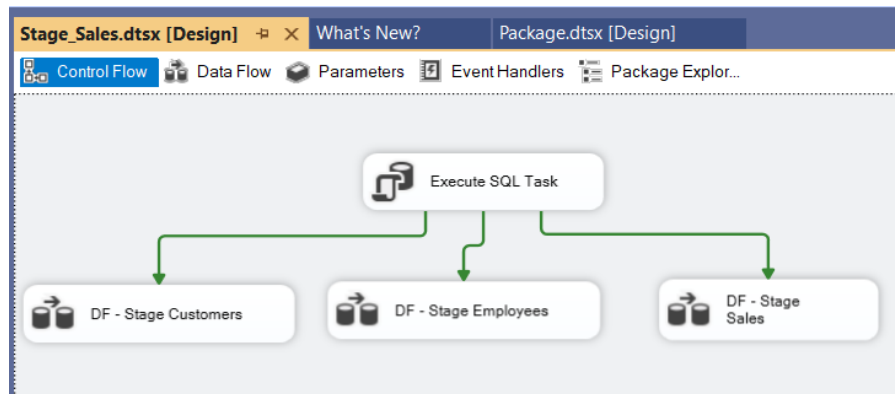 Stage_Sales.dtsx [Design]
What's New?
Package.dtsx [Design]
Control Flow
Data Flow
Parameters
Event Handlers
Package Explor...
Execute SQL Task
DF - Stage Customers
DF - Stage Employees
DF - Stage
Sales